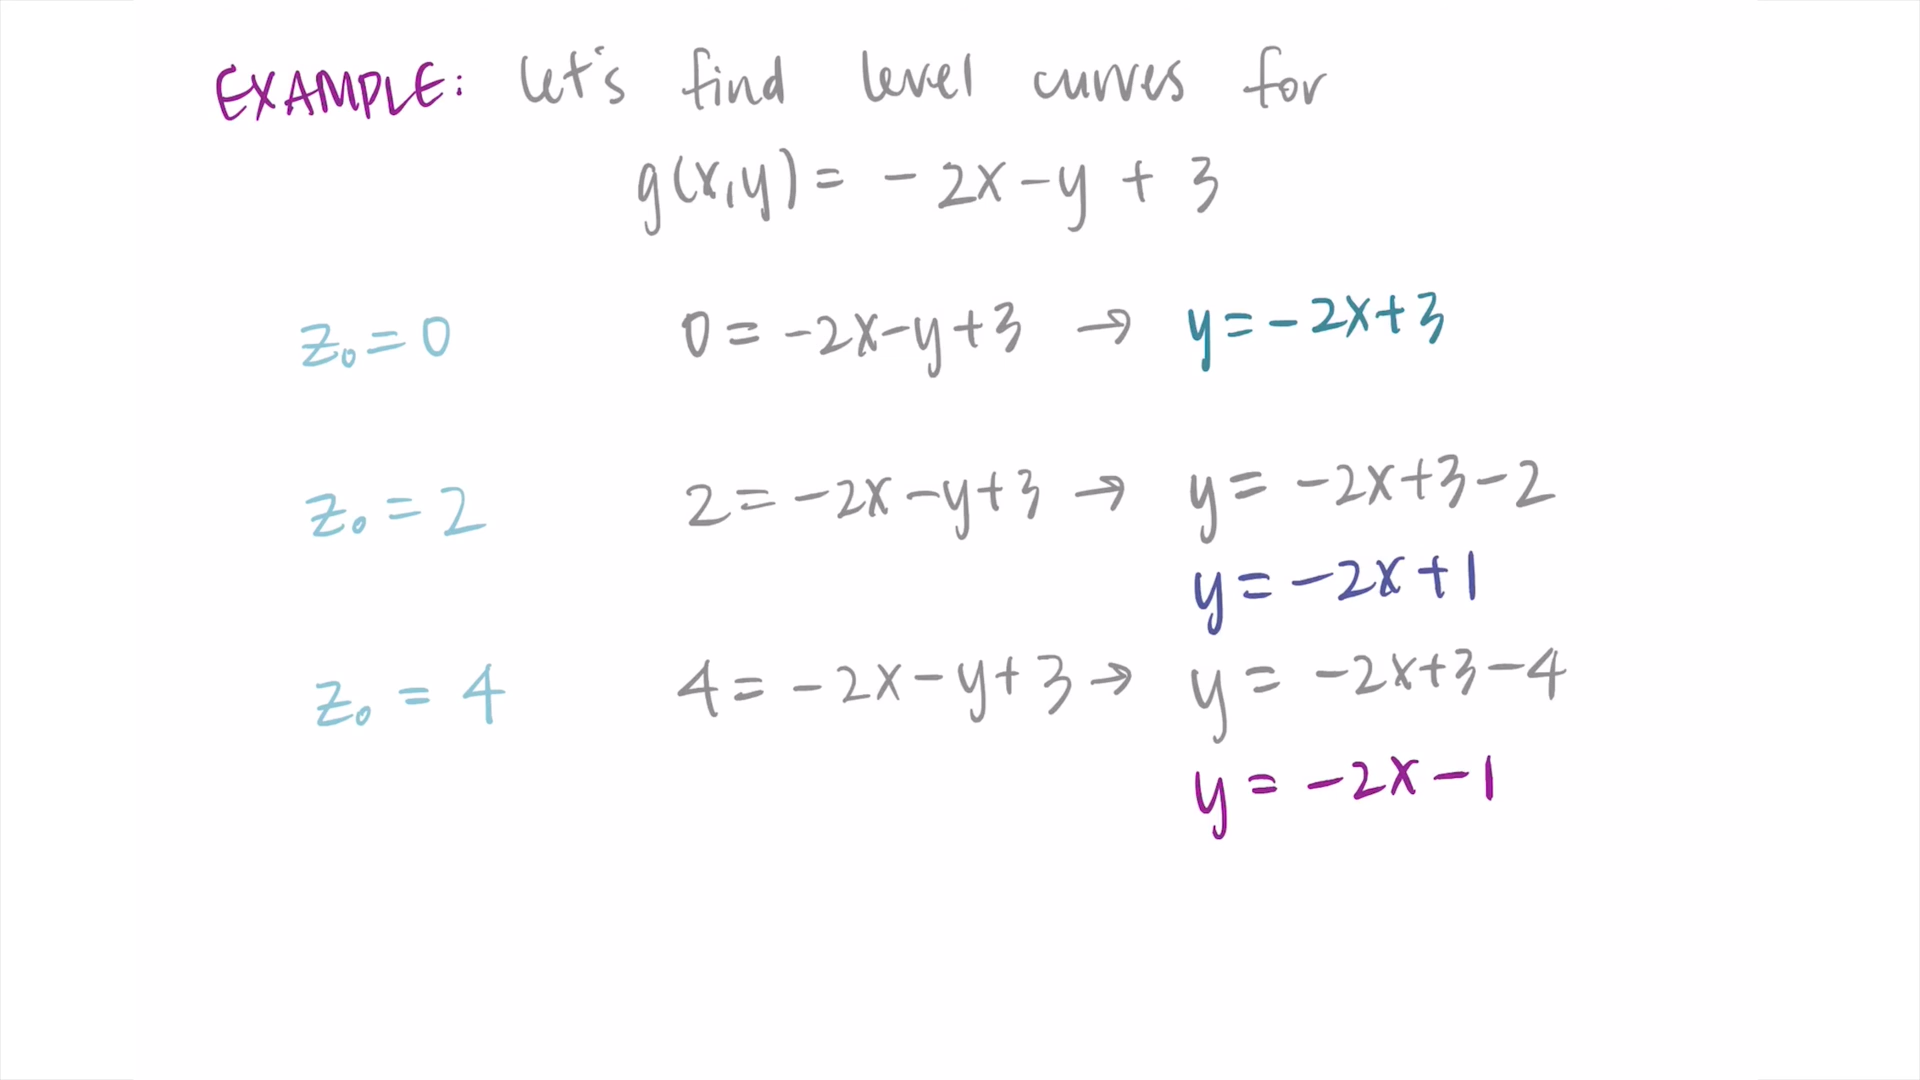 EXAMPLE: Let's find level curves for
g(x,y) = -2x-y+3
z₀=0 0=-2x-y+3 → y=-2x+3
z₀=2 2=-2x-y+3 → y=-2x+3-2
y=-2x+1
z₀=4 4=-2x-y+3 → y=-2x+3-4
y=-2x-1